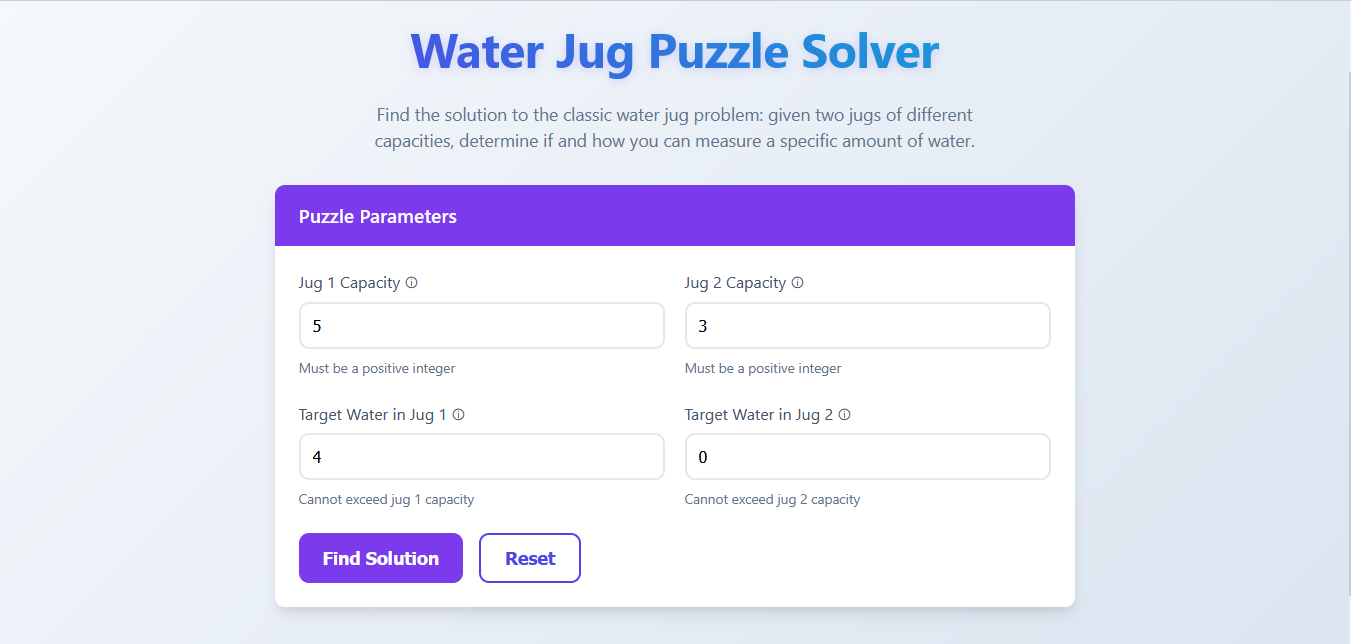 Water Jug Puzzle Solver
Find the solution to the classic water jug problem: given two jugs of different
capacities, determine if and how you can measure a specific amount of water.
Puzzle Parameters
Jug 1 Capacity ⓘ
5
Must be a positive integer
Jug 2 Capacity ⓘ
3
Must be a positive integer
Target Water in Jug 1 ⓘ
4
Cannot exceed jug 1 capacity
Target Water in Jug 2 ⓘ
0
Cannot exceed jug 2 capacity
Find Solution
Reset